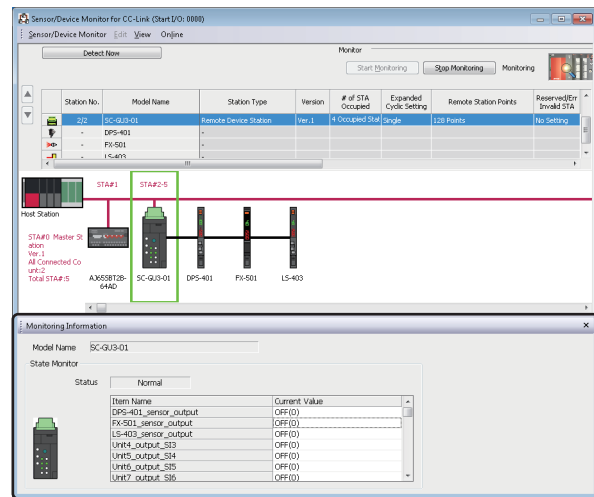 Sensor/Device Monitor for CC-Link (Start I/O: 0000)
Sensor/Device Monitor Edit View Online
Detect Now
Monitor
Start Monitoring Stop Monitoring Monitoring
Station No. Model Name Station Type Version # of STA Occupied Expanded Cyclic Setting Remote Station Points Reserved/Err Invalid STA
2/2 SC-GU3-01 Remote Device Station Ver.1 4 Occupied Stat Single 128 Points No Setting
- DPS-401 -
- FX-501 -
- LS-403 -
STA#1 STA#2-5
Host Station
STA#0 Master St
ation
Ver.1
All Connected Co
unt:2
Total STA#:5
AJ65SBT2B-
64AD
SC-GU3-01 DPS-401 FX-501 LS-403
Monitoring Information
Model Name SC-GU3-01
State Monitor
Status Normal
Item Name Current Value
DPS-401_sensor_output OFF(0)
FX-501_sensor_output OFF(0)
LS-403_sensor_output OFF(0)
Unit4_output_SI3 OFF(0)
Unit5_output_SI4 OFF(0)
Unit6_output_SI5 OFF(0)
Unit7_output_SI6 OFF(0)